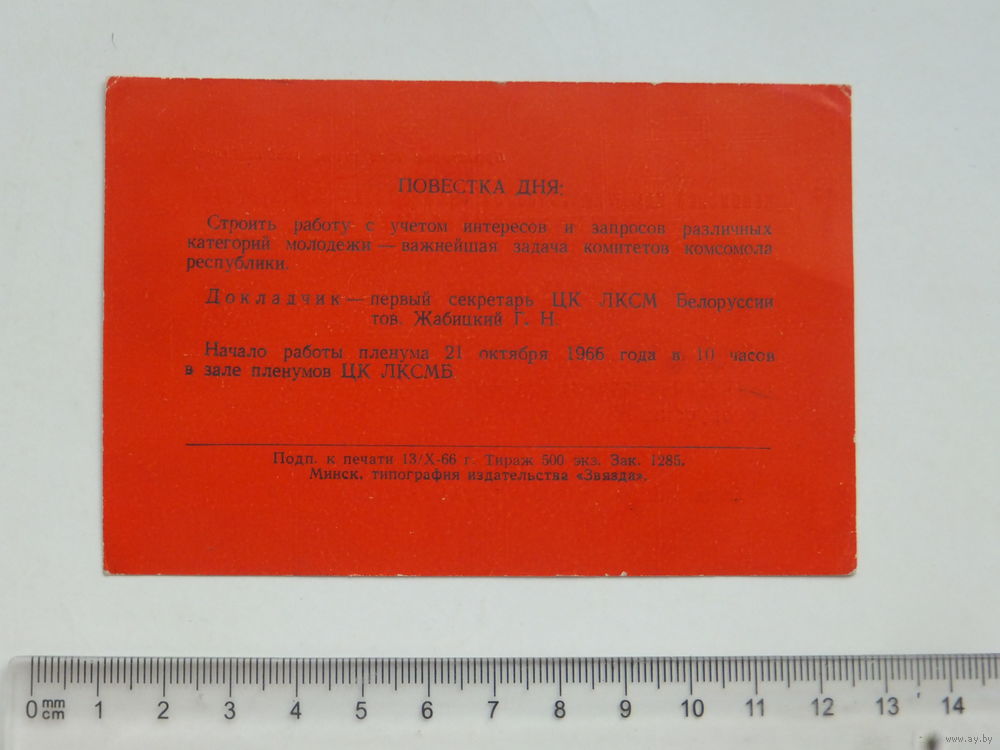 ПОВЕСТКА ДНЯ:
Строить работу с учетом интересов и запросов различных
категорий молодежи — важнейшая задача комитетов комсомола
республики.
Докладчик — первый секретарь ЦК ЛКСМ Белоруссии
тов. Жабицкий Г. Н.
Начало работы пленума 21 октября 1966 года в 10 часов
в зале пленумов ЦК ЛКСМБ.
Подп. к печати 13/X-66 г. Тираж 500 экз. Зак. 1285.
Минск, типография издательства «Звязда».
0 mm cm 1 2 3 4 5 6 7 8 9 10 11 12 13 14
www.ay.by